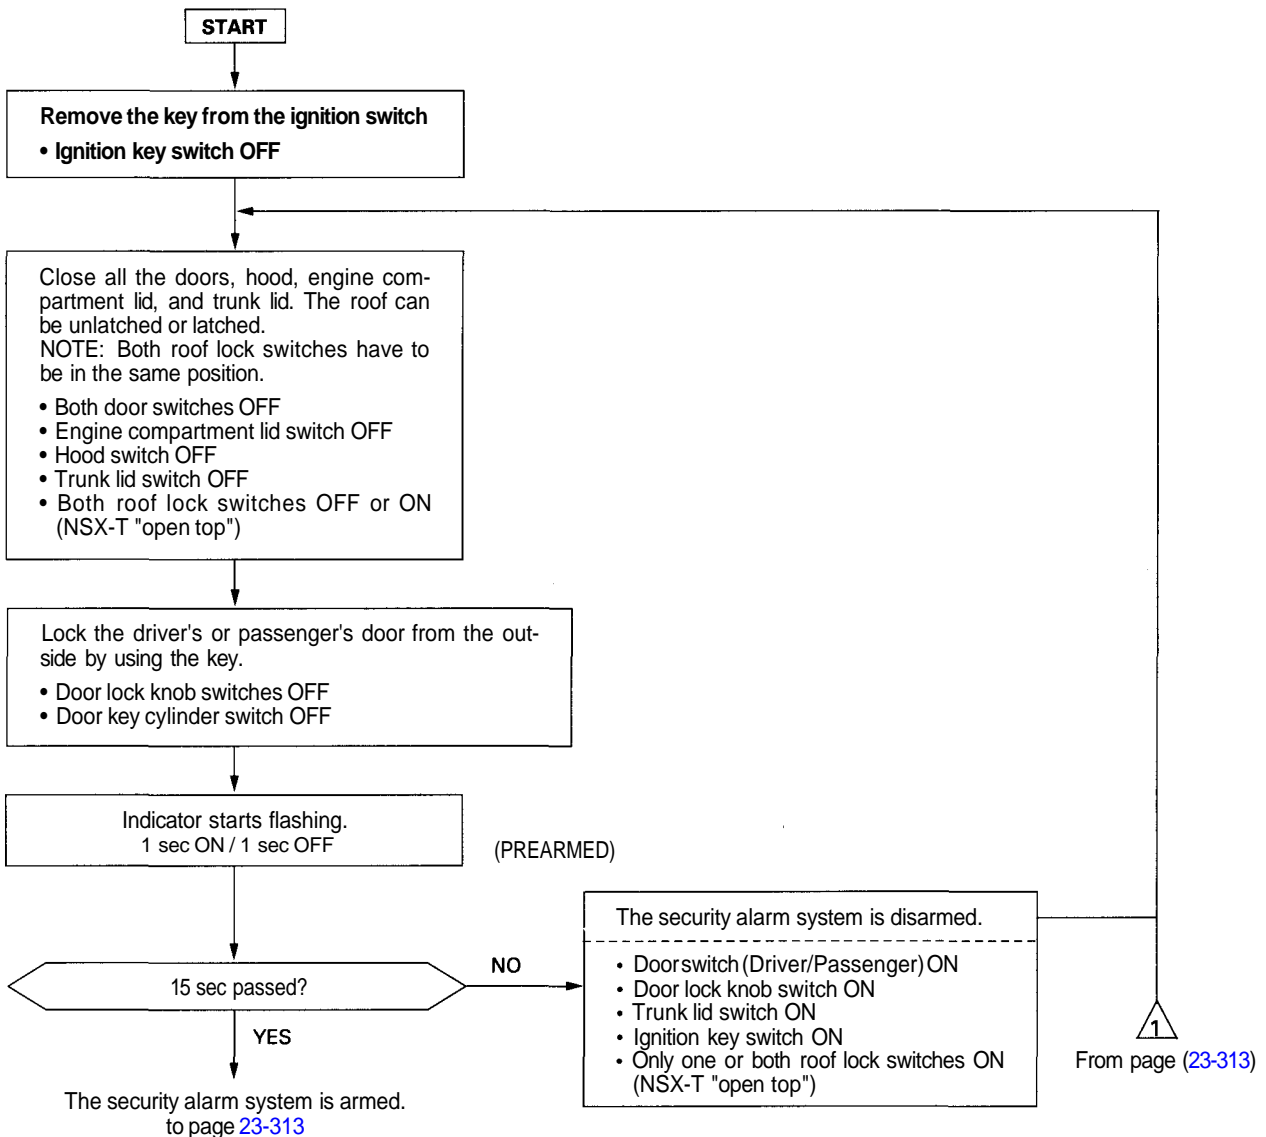 START
Remove the key from the ignition switch
• Ignition key switch OFF
Close all the doors, hood, engine com-
partment lid, and trunk lid. The roof can
be unlatched or latched.
NOTE: Both roof lock switches have to
be in the same position.
• Both door switches OFF
• Engine compartment lid switch OFF
• Hood switch OFF
• Trunk lid switch OFF
• Both roof lock switches OFF or ON
(NSX-T "open top")
Lock the driver's or passenger's door from the out-
side by using the key.
• Door lock knob switches OFF
• Door key cylinder switch OFF
Indicator starts flashing.
1 sec ON / 1 sec OFF
(PREARMED)
15 sec passed?
NO
YES
The security alarm system is disarmed.
• Door switch (Driver/Passenger) ON
• Door lock knob switch ON
• Trunk lid switch ON
• Ignition key switch ON
• Only one or both roof lock switches ON
(NSX-T "open top")
1
From page (23-313)
The security alarm system is armed.
to page 23-313